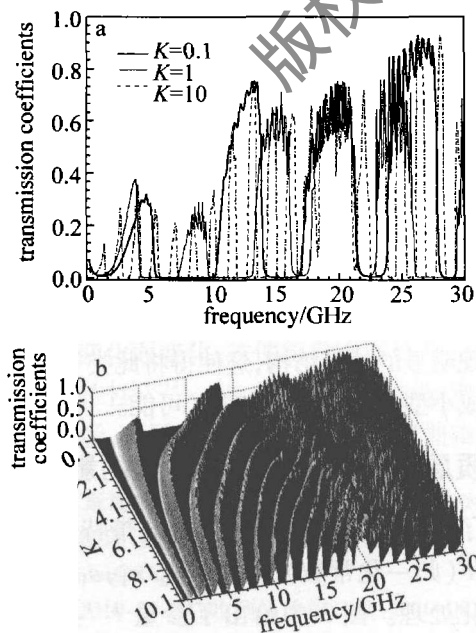 版权
a
1.0
0.8
0.6
0.4
0.2
0.0
transmission coefficients
K=0.1
K=1
K=10
0 5 10 15 20 25 30
frequency/GHz
b
transmission
coefficients
1.0
0.5
0.0
0.1
2.1
4.1
6.1
8.1
10.1
K
0 5 10 15 20 25 30
frequency/GHz